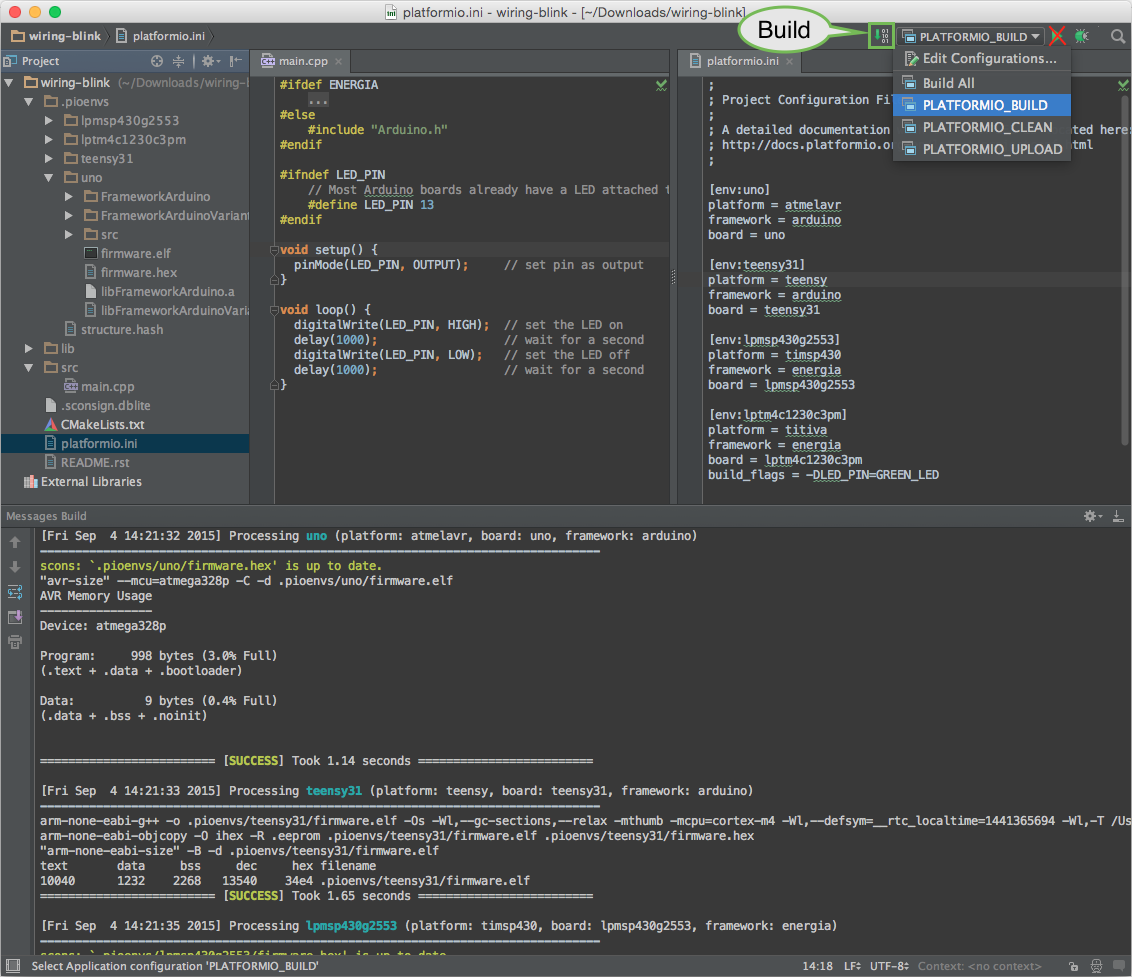 platformio.ini - wiring-blink - [~/Downloads/wiring-blink]
wiring-blink platformio.ini
Build
PLATFORMIO_BUILD
Edit Configurations...
Build All
PLATFORMIO_BUILD
PLATFORMIO_CLEAN
PLATFORMIO_UPLOAD
Project
wiring-blink (~/Downloads/wiring-
.pioenvs
lpmsp430g2553
lptm4c1230c3pm
teensy31
uno
FrameworkArduino
FrameworkArduinoVariant
src
firmware.elf
firmware.hex
libFrameworkArduino.a
libFrameworkArduinoVaria
structure.hash
lib
src
main.cpp
.sconsign.dblite
CMakeLists.txt
platformio.ini
README.rst
External Libraries
main.cpp
#ifdef ENERGIA
...
#else
#include "Arduino.h"
#endif
#ifndef LED_PIN
// Most Arduino boards already have a LED attached t
#define LED_PIN 13
#endif
void setup() {
pinMode(LED_PIN, OUTPUT); // set pin as output
}
void loop() {
digitalWrite(LED_PIN, HIGH); // set the LED on
delay(1000); // wait for a second
digitalWrite(LED_PIN, LOW); // set the LED off
delay(1000); // wait for a second
}
platformio.ini
;
; Project Configuration Fil
;
; A detailed documentation ted here:
; http://docs.platformio.or tml
;
[env:uno]
platform = atmelavr
framework = arduino
board = uno
[env:teensy31]
platform = teensy
framework = arduino
board = teensy31
[env:lpmsp430g2553]
platform = timsp430
framework = energia
board = lpmsp430g2553
[env:lptm4c1230c3pm]
platform = titiva
framework = energia
board = lptm4c1230c3pm
build_flags = -DLED_PIN=GREEN_LED
Messages Build
[Fri Sep  4 14:21:32 2015] Processing uno (platform: atmelavr, board: uno, framework: arduino)
scons: `.pioenvs/uno/firmware.hex' is up to date.
"avr-size" --mcu=atmega328p -C -d .pioenvs/uno/firmware.elf
AVR Memory Usage
----------------
Device: atmega328p
Program: 998 bytes (3.0% Full)
(.text + .data + .bootloader)
Data: 9 bytes (0.4% Full)
(.data + .bss + .noinit)
========================= [SUCCESS] Took 1.14 seconds =========================
[Fri Sep  4 14:21:33 2015] Processing teensy31 (platform: teensy, board: teensy31, framework: arduino)
arm-none-eabi-g++ -o .pioenvs/teensy31/firmware.elf -Os -Wl,--gc-sections,--relax -mthumb -mcpu=cortex-m4 -Wl,--defsym=__rtc_localtime=1441365694 -Wl,-T /Us
arm-none-eabi-objcopy -O ihex -R .eeprom .pioenvs/teensy31/firmware.elf .pioenvs/teensy31/firmware.hex
"arm-none-eabi-size" -B -d .pioenvs/teensy31/firmware.elf
text data bss dec hex filename
10040 1232 2268 13540 34e4 .pioenvs/teensy31/firmware.elf
========================= [SUCCESS] Took 1.65 seconds =========================
[Fri Sep  4 14:21:35 2015] Processing lpmsp430g2553 (platform: timsp430, board: lpmsp430g2553, framework: energia)
scons: `.pioenvs/lpmsp430g2553/firmware.hex' is up to date.
Select Application configuration 'PLATFORMIO_BUILD'
14:18 LF÷ UTF-8÷ Context: <no context>